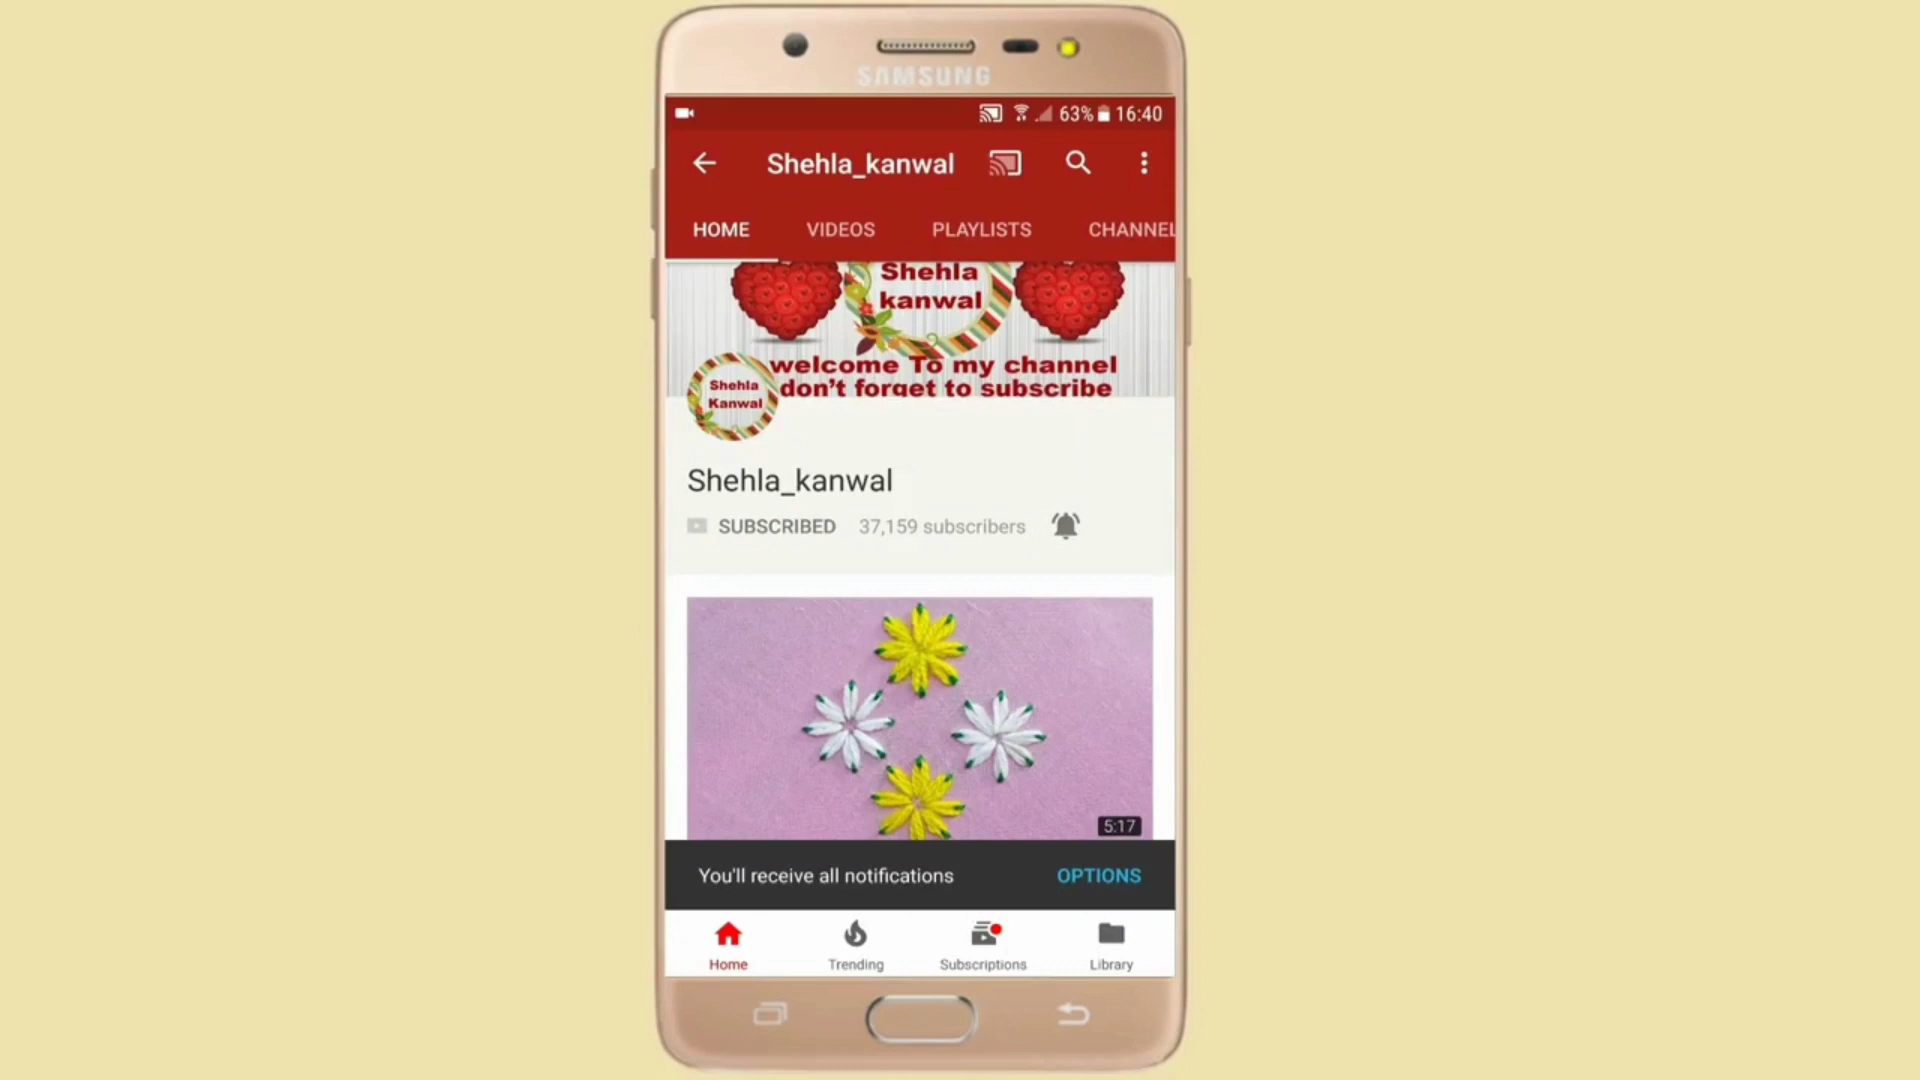 SAMSUNG
63% 16:40
Shehla_kanwal
HOME VIDEOS PLAYLISTS CHANNEL
Shehla
kanwal
welcome To my channel
don't forget to subscribe
Shehla
Kanwal
Shehla_kanwal
SUBSCRIBED 37,159 subscribers
5:17
You'll receive all notifications OPTIONS
Home Trending Subscriptions Library